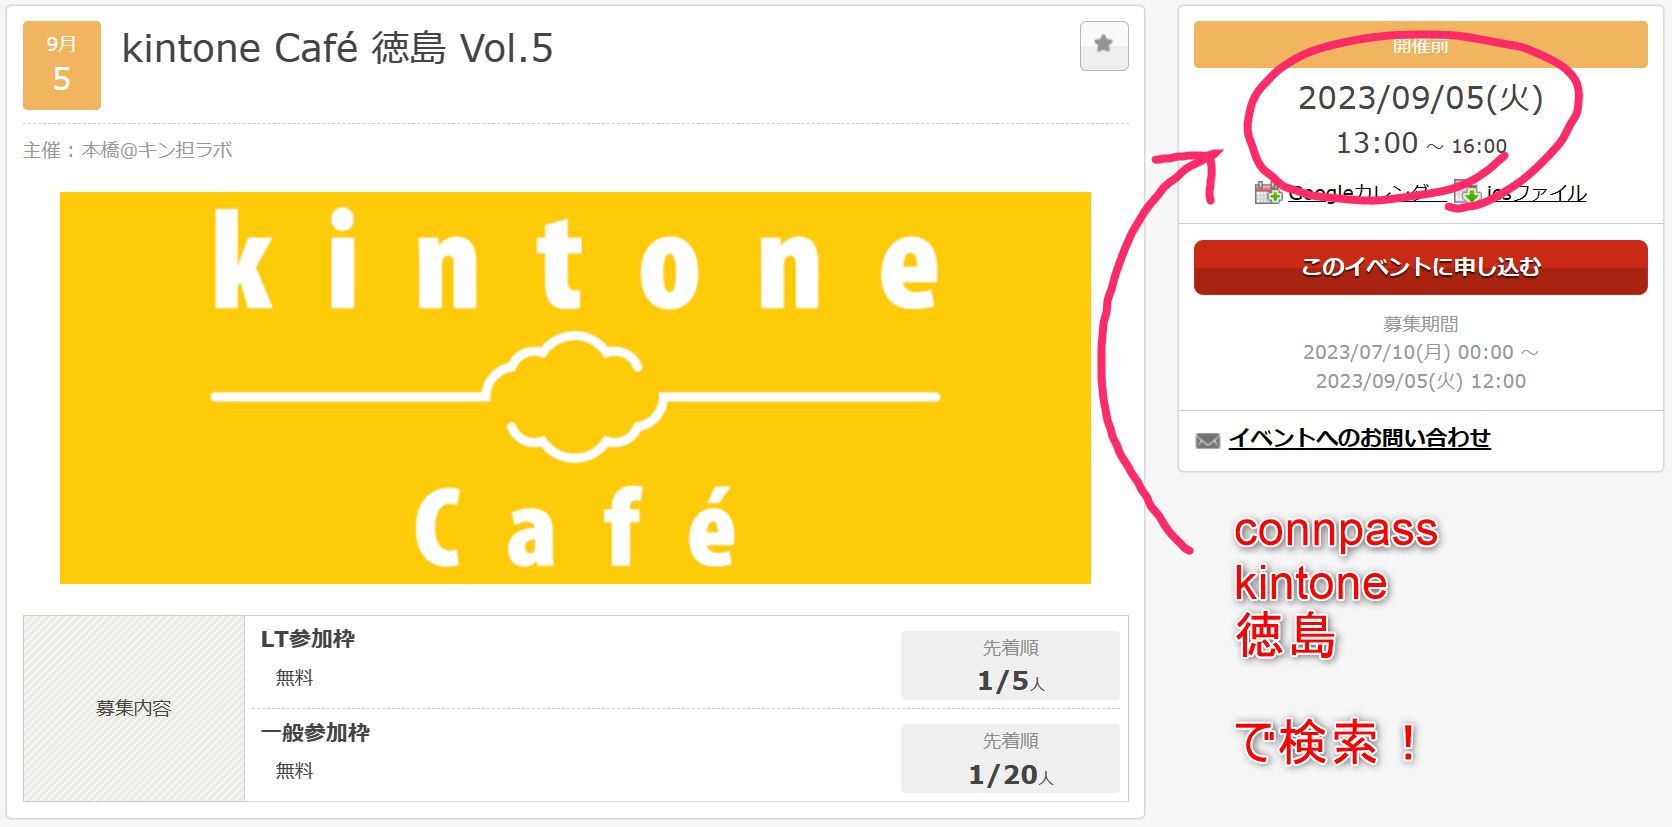 9月
5
kintone Café 徳島 Vol.5
主催：本橋@キン担ラボ
kintone
Café
募集内容
LT参加枠
無料
先着順
1/5人
一般参加枠
無料
先着順
1/20人
開催前
2023/09/05(火)
13:00 ～ 16:00
Googleカレンダー icsファイル
このイベントに申し込む
募集期間
2023/07/10(月) 00:00 ～
2023/09/05(火) 12:00
イベントへのお問い合わせ
connpass
kintone
徳島
で検索！